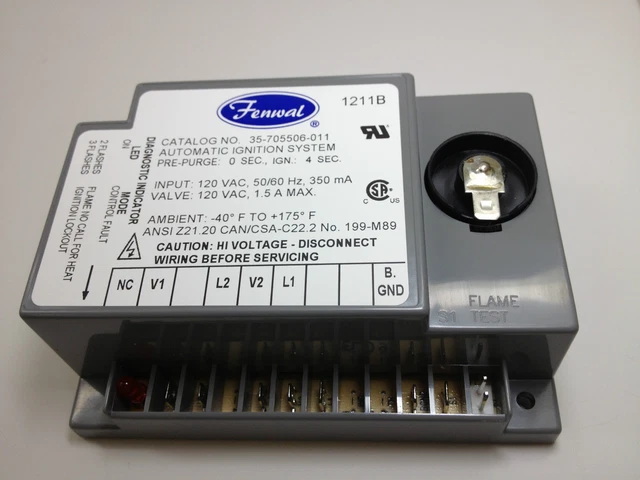 Fenwal
®
1211B
CATALOG NO. 35-705506-011
AUTOMATIC IGNITION SYSTEM
PRE-PURGE: 0 SEC., IGN.: 4 SEC.
INPUT: 120 VAC, 50/60 Hz, 350 mA
VALVE: 120 VAC, 1.5 A MAX.
AMBIENT: -40° F TO +175° F
ANSI Z21.20 CAN/CSA-C22.2 No. 199-M89
CAUTION: HI VOLTAGE - DISCONNECT
WIRING BEFORE SERVICING
NC V1 L2 V2 L1 B.
GND
DIAGNOSTIC INDICATOR
LED MODE
ON CONTROL FAULT
2 FLASHES FLAME NO CALL FOR HEAT
3 FLASHES IGNITION LOCKOUT
SA
C US
FLAME
TEST